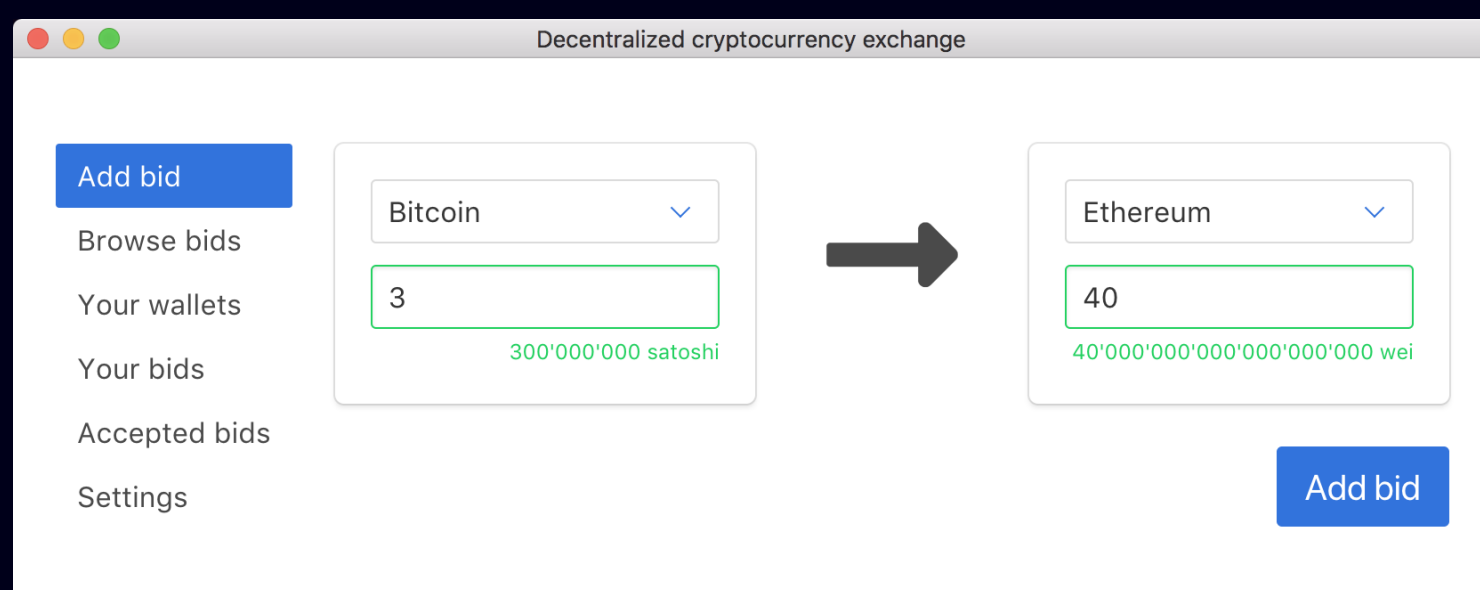 Decentralized cryptocurrency exchange
Add bid
Browse bids
Your wallets
Your bids
Accepted bids
Settings
Bitcoin
3
300'000'000 satoshi
Ethereum
40
40'000'000'000'000'000'000 wei
Add bid